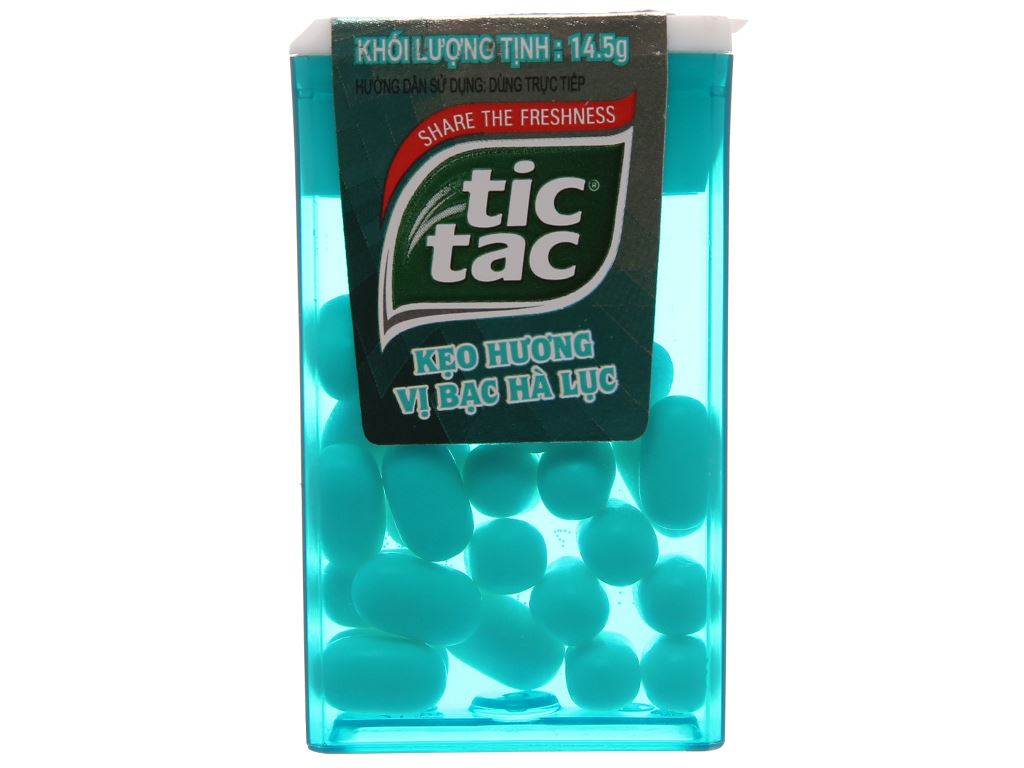 KHỐI LƯỢNG TỊNH : 14.5g
HƯỚNG DẪN SỬ DỤNG: DÙNG TRỰC TIẾP
SHARE THE FRESHNESS
tic®
tac
KẸO HƯƠNG
VỊ BẠC HÀ LỤC